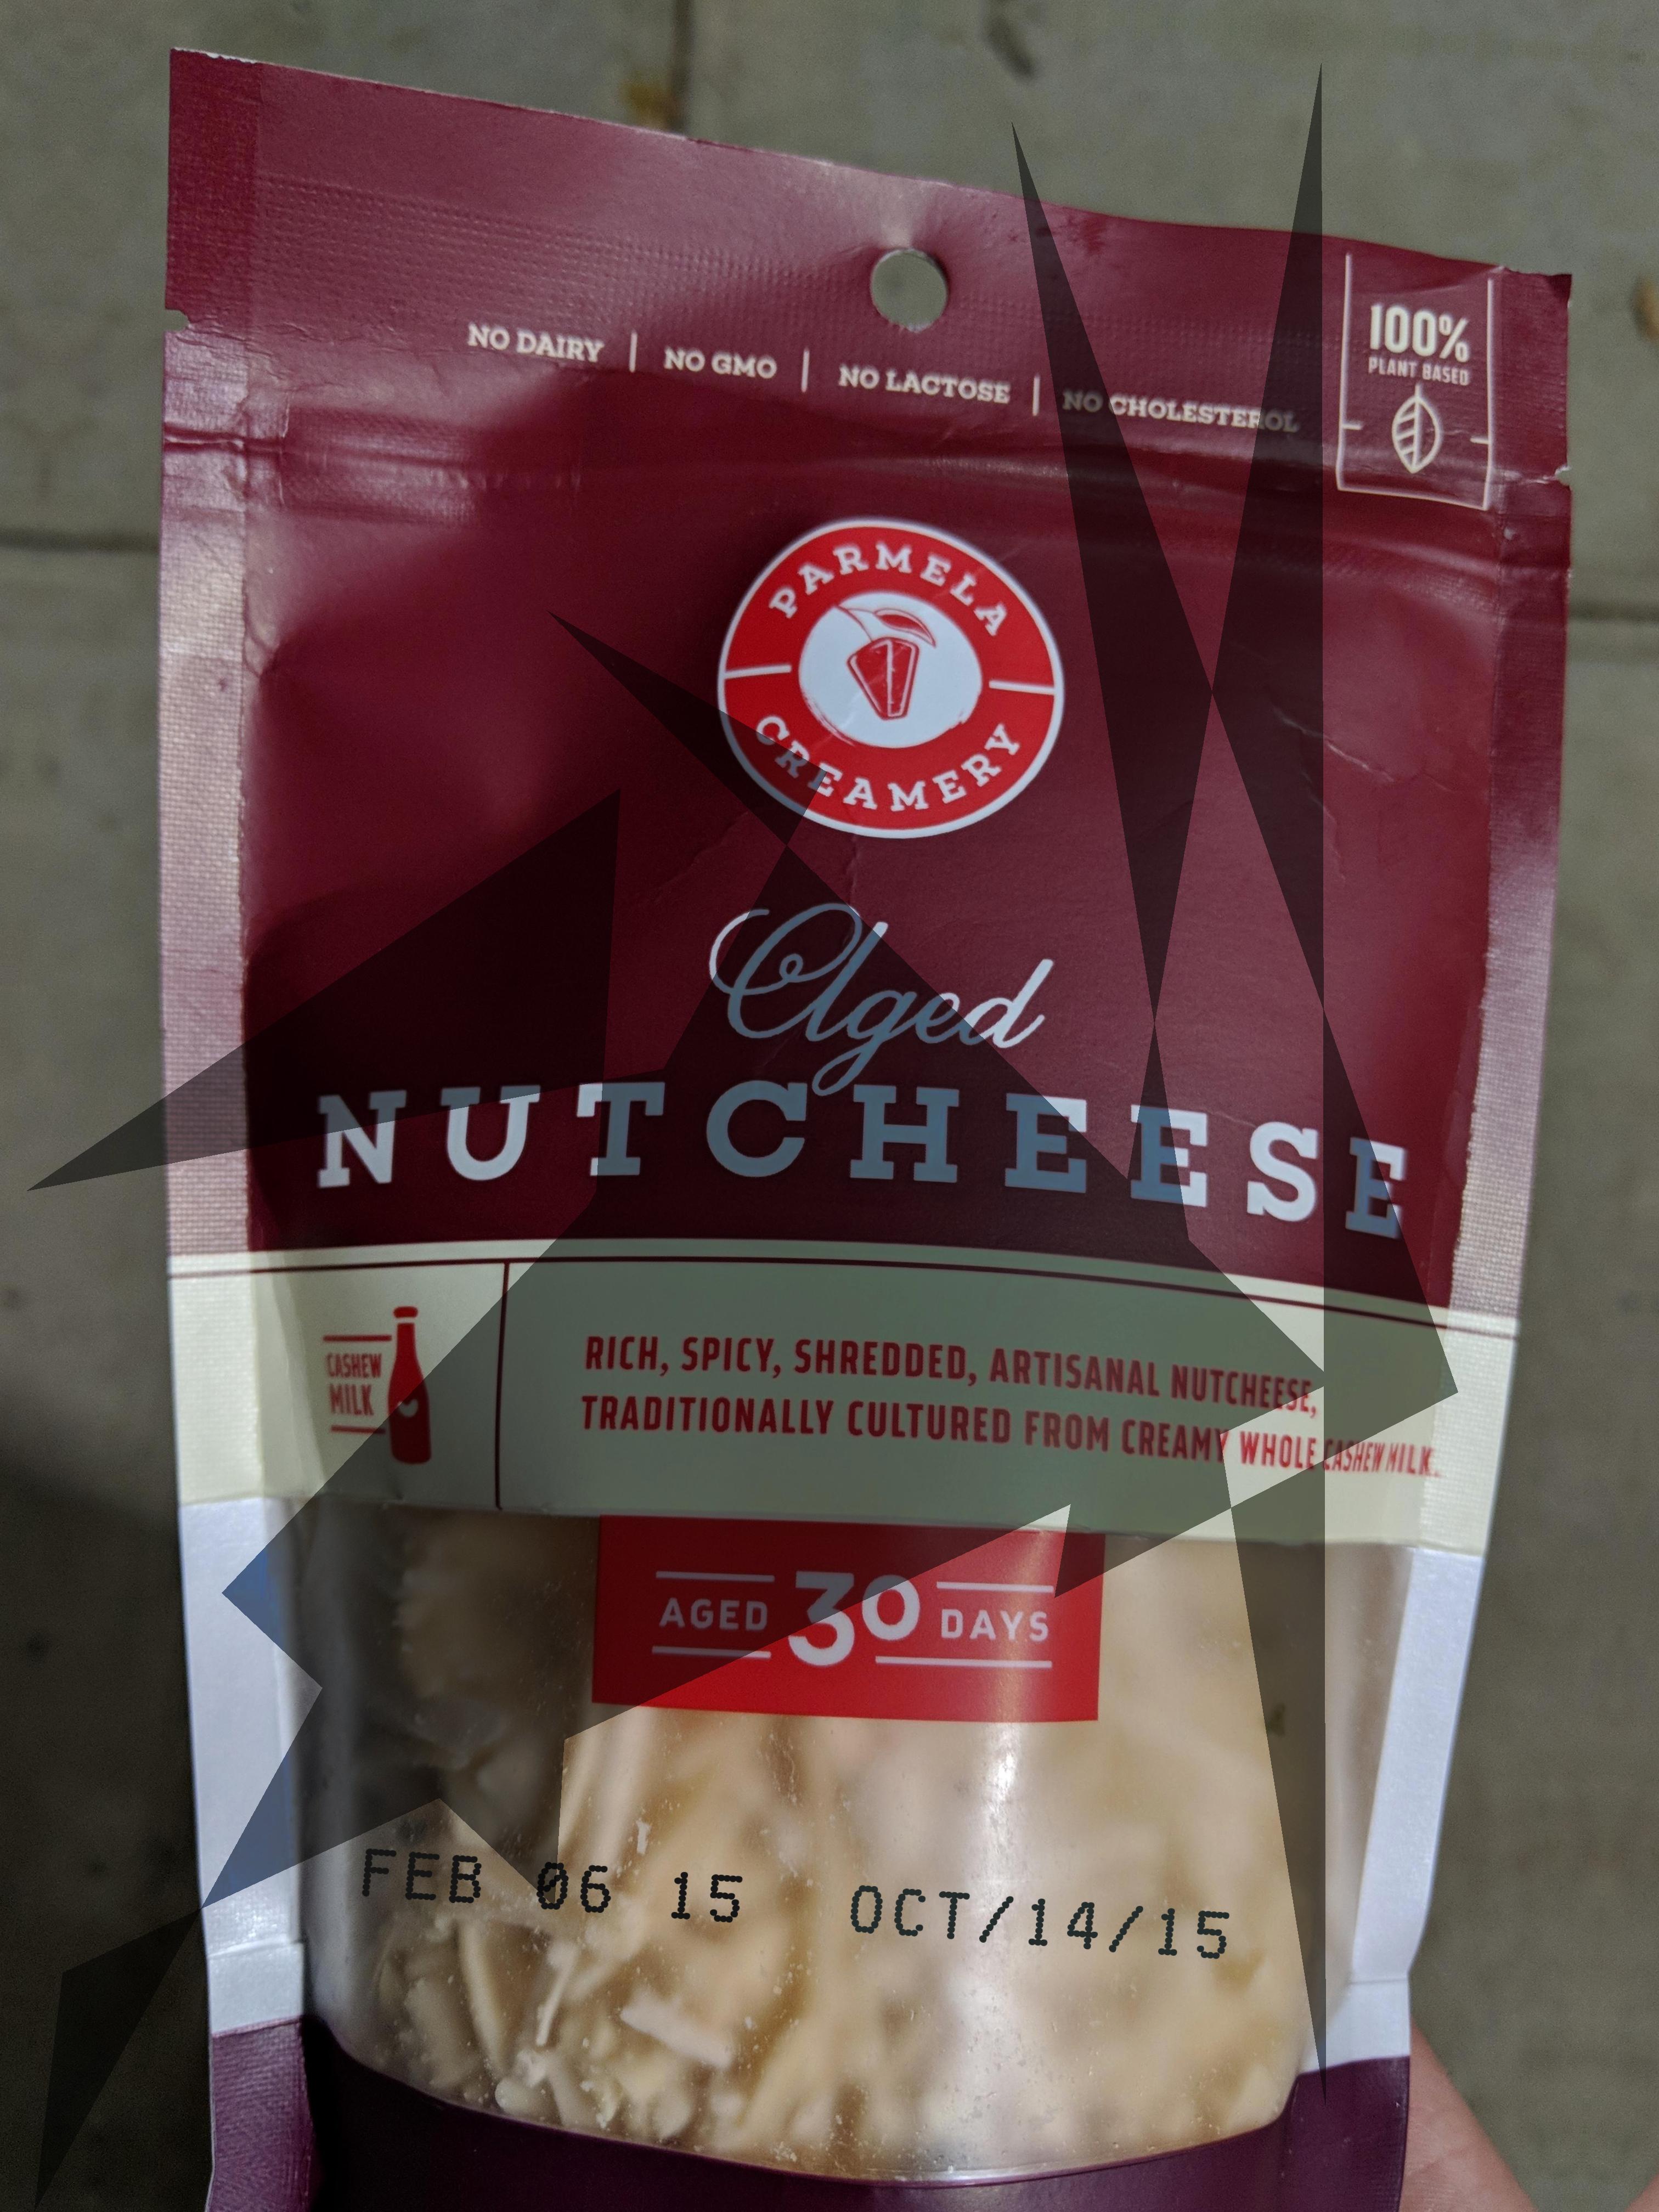 NO DAIRY | NO GMO | NO LACTOSE | NO CHOLESTEROL
100%
PLANT BASED
PARMELA
CREAMERY
Aged
NUTCHEESE
CASHEW
MILK
RICH, SPICY, SHREDDED, ARTISANAL NUTCHEESE,
TRADITIONALLY CULTURED FROM CREAMY WHOLE CASHEW MILK.
AGED 30 DAYS
FEB 06 15 OCT/14/15